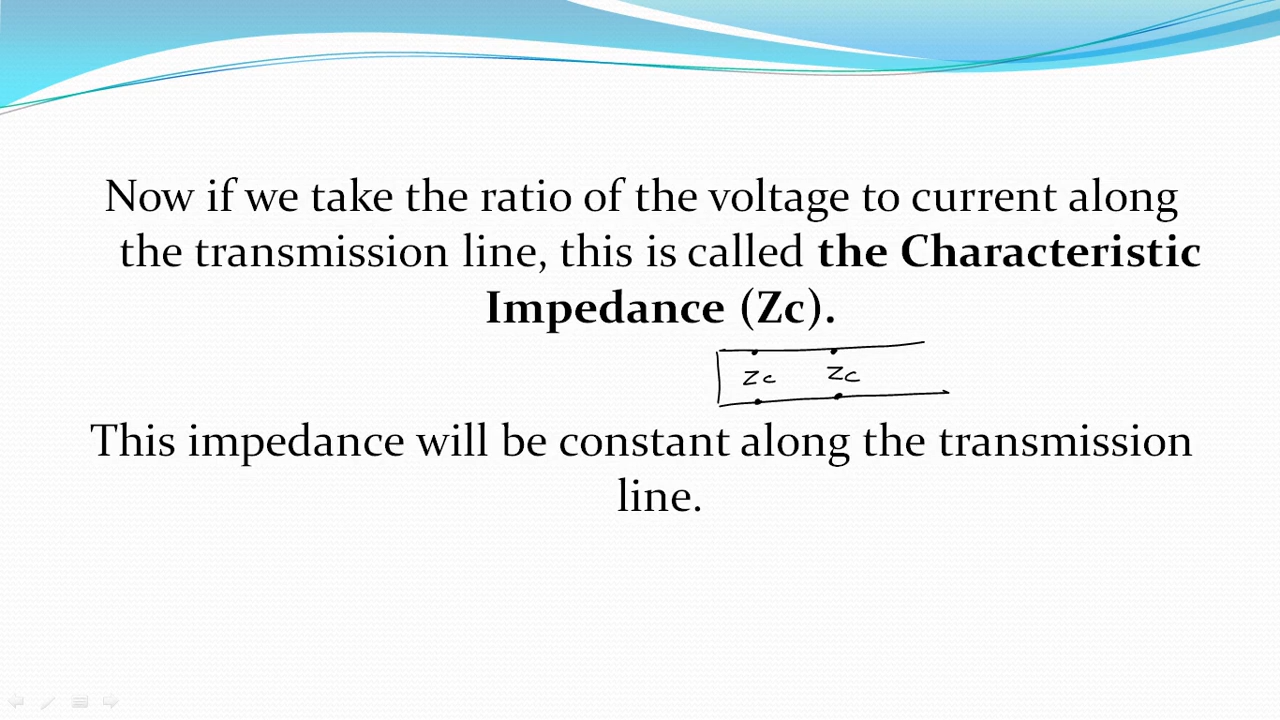 Now if we take the ratio of the voltage to current along
the transmission line, this is called the Characteristic
Impedance (Zc).
Zc Zc
This impedance will be constant along the transmission
line.